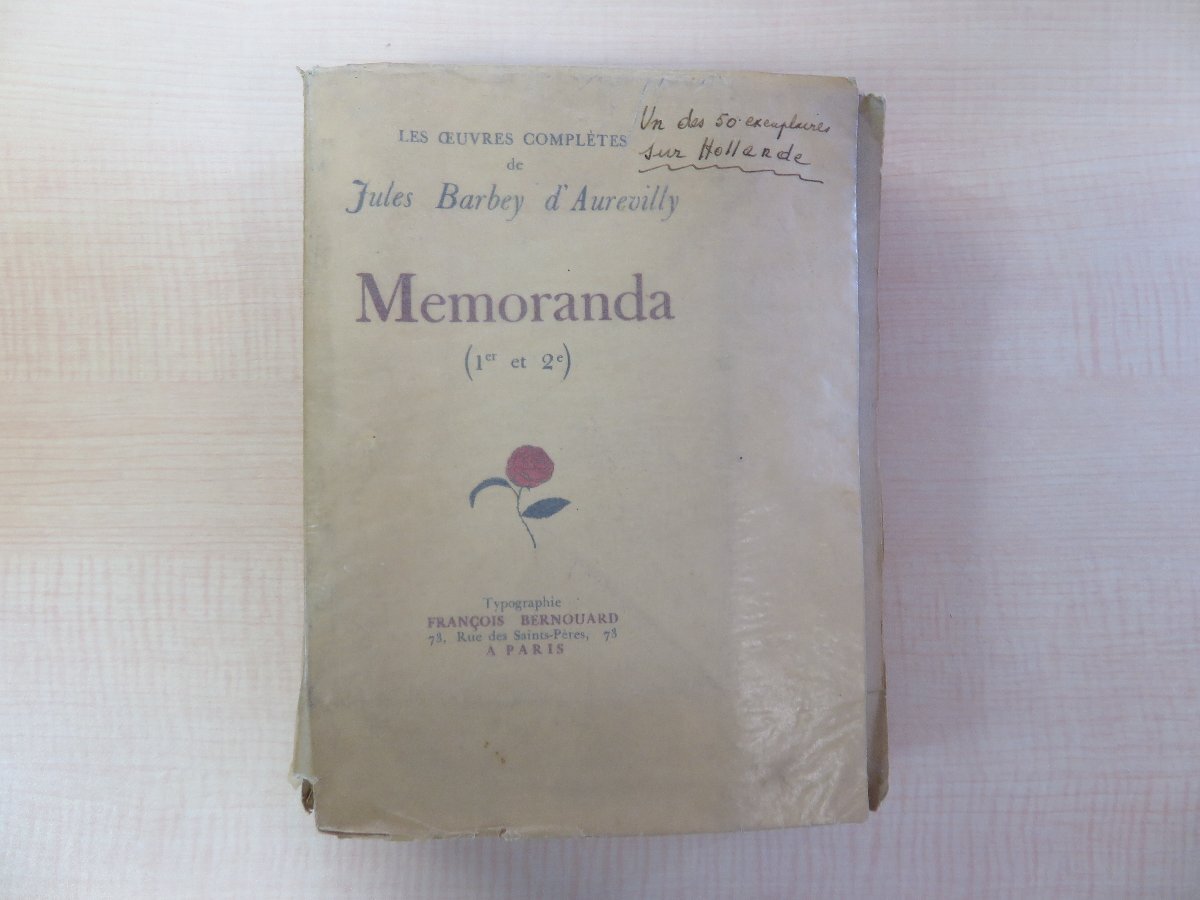 Un des 50 exemplaires
sur Hollande
LES ŒUVRES COMPLÈTES
de
Jules Barbey d'Aurevilly
Memoranda
(1er et 2e)
Typographie
FRANÇOIS BERNOUARD
73, Rue des Saints-Pères, 73
A PARIS